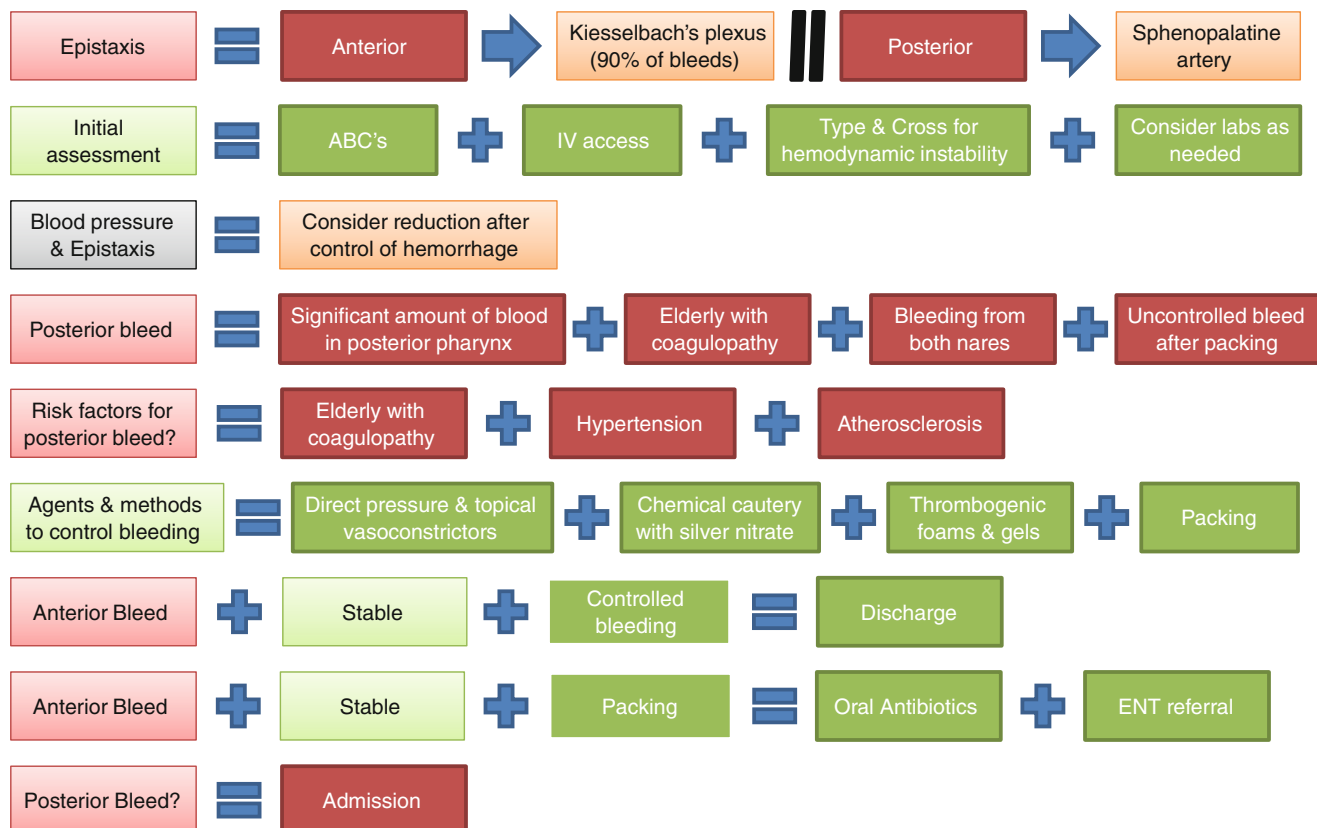 Epistaxis
Anterior
Kiesselbach's plexus
(90% of bleeds)
Posterior
Sphenopalatine
artery
Initial
assessment
ABC's
IV access
Type & Cross for
hemodynamic instability
Consider labs as
needed
Blood pressure
& Epistaxis
Consider reduction after
control of hemorrhage
Posterior bleed
Significant amount of blood
in posterior pharynx
Elderly with
coagulopathy
Bleeding from
both nares
Uncontrolled bleed
after packing
Risk factors for
posterior bleed?
Elderly with
coagulopathy
Hypertension
Atherosclerosis
Agents & methods
to control bleeding
Direct pressure & topical
vasoconstrictors
Chemical cautery
with silver nitrate
Thrombogenic
foams & gels
Packing
Anterior Bleed
Stable
Controlled
bleeding
Discharge
Anterior Bleed
Stable
Packing
Oral Antibiotics
ENT referral
Posterior Bleed?
Admission